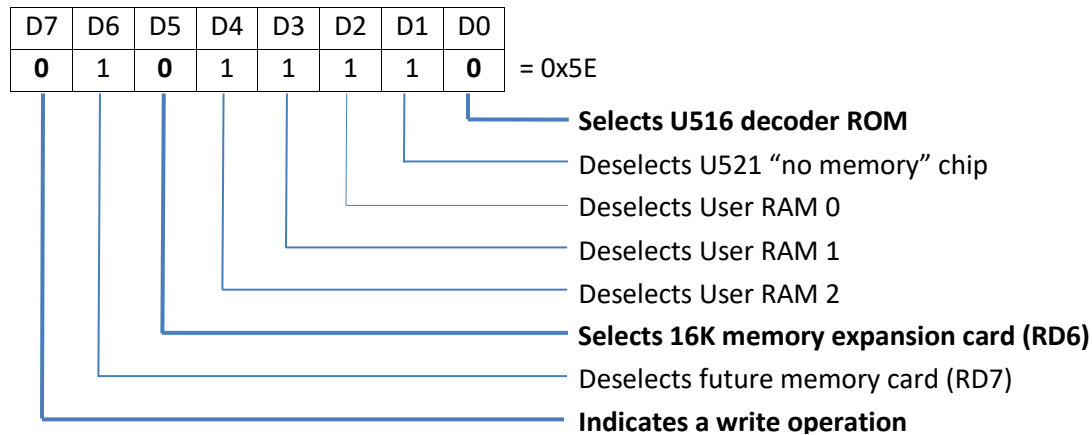 D7 D6 D5 D4 D3 D2 D1 D0
0 1 0 1 1 1 1 0 = 0x5E
Selects U516 decoder ROM
Deselects U521 “no memory” chip
Deselects User RAM 0
Deselects User RAM 1
Deselects User RAM 2
Selects 16K memory expansion card (RD6)
Deselects future memory card (RD7)
Indicates a write operation